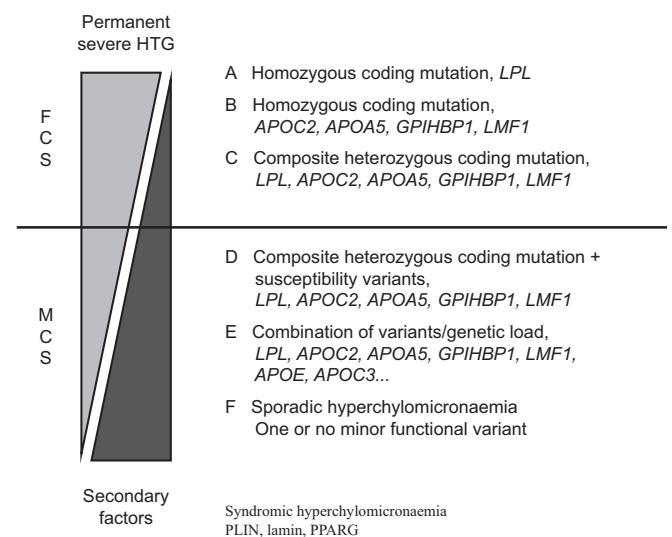 Permanent
severe HTG
F
C
S
A Homozygous coding mutation, LPL
B Homozygous coding mutation,
APOC2, APOA5, GPIHBP1, LMF1
C Composite heterozygous coding mutation,
LPL, APOC2, APOA5, GPIHBP1, LMF1
M
C
S
D Composite heterozygous coding mutation +
susceptibility variants,
LPL, APOC2, APOA5, GPIHBP1, LMF1
E Combination of variants/genetic load,
LPL, APOC2, APOA5, GPIHBP1, LMF1,
APOE, APOC3...
F Sporadic hyperchylomicronaemia
One or no minor functional variant
Secondary
factors
Syndromic hyperchylomicronaemia
PLIN, lamin, PPARG